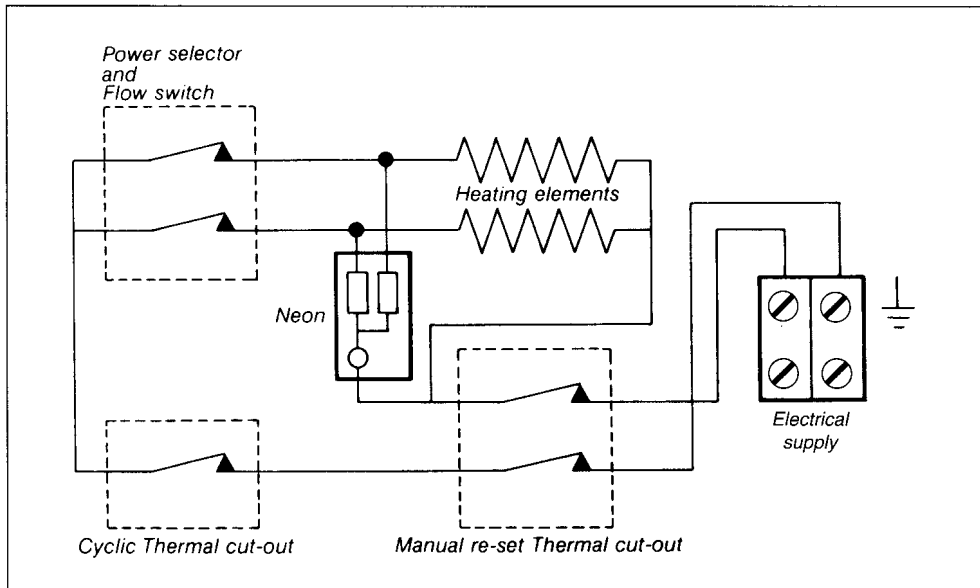 Power selector
and
Flow switch
Heating elements
Neon
Electrical
supply
Cyclic Thermal cut-out
Manual re-set Thermal cut-out